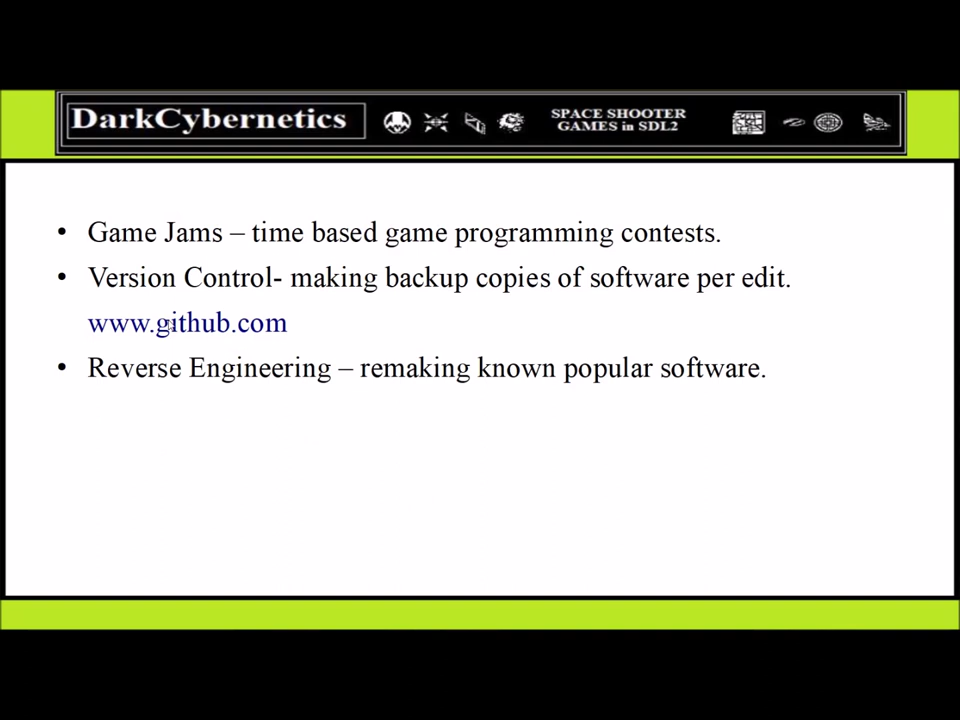 DarkCybernetics
SPACE SHOOTER
GAMES in SDL2
• Game Jams – time based game programming contests.
• Version Control- making backup copies of software per edit.
www.github.com
• Reverse Engineering – remaking known popular software.